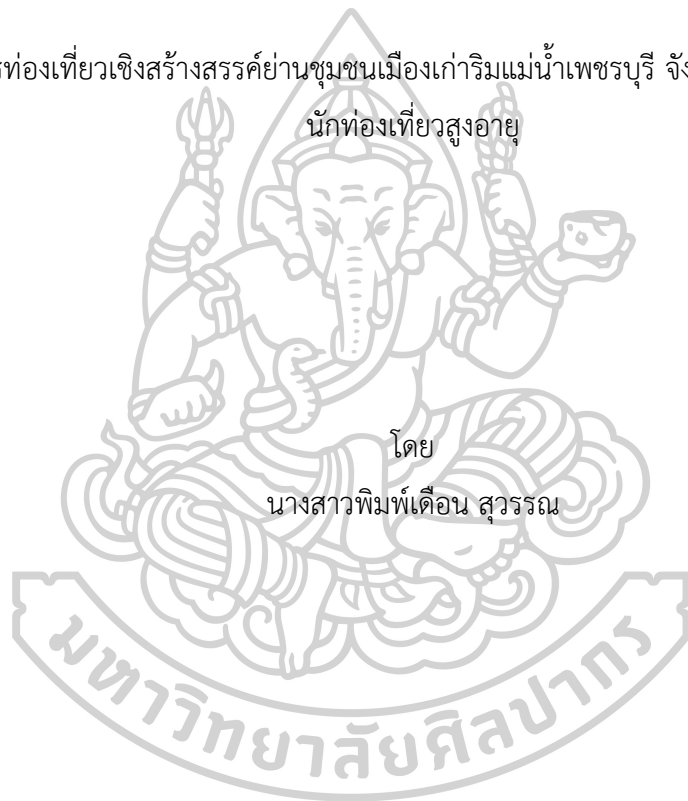 ท่องเที่ยวเชิงสร้างสรรค์ย่านชุมชนเมืองเก่าริมแม่น้ำเพชรบุรี
นักท่องเที่ยวสูงอายุ
โดย
นางสาวพิมพ์เดือน สุวรรณ
มหาวิทยาลัยศิลปากร